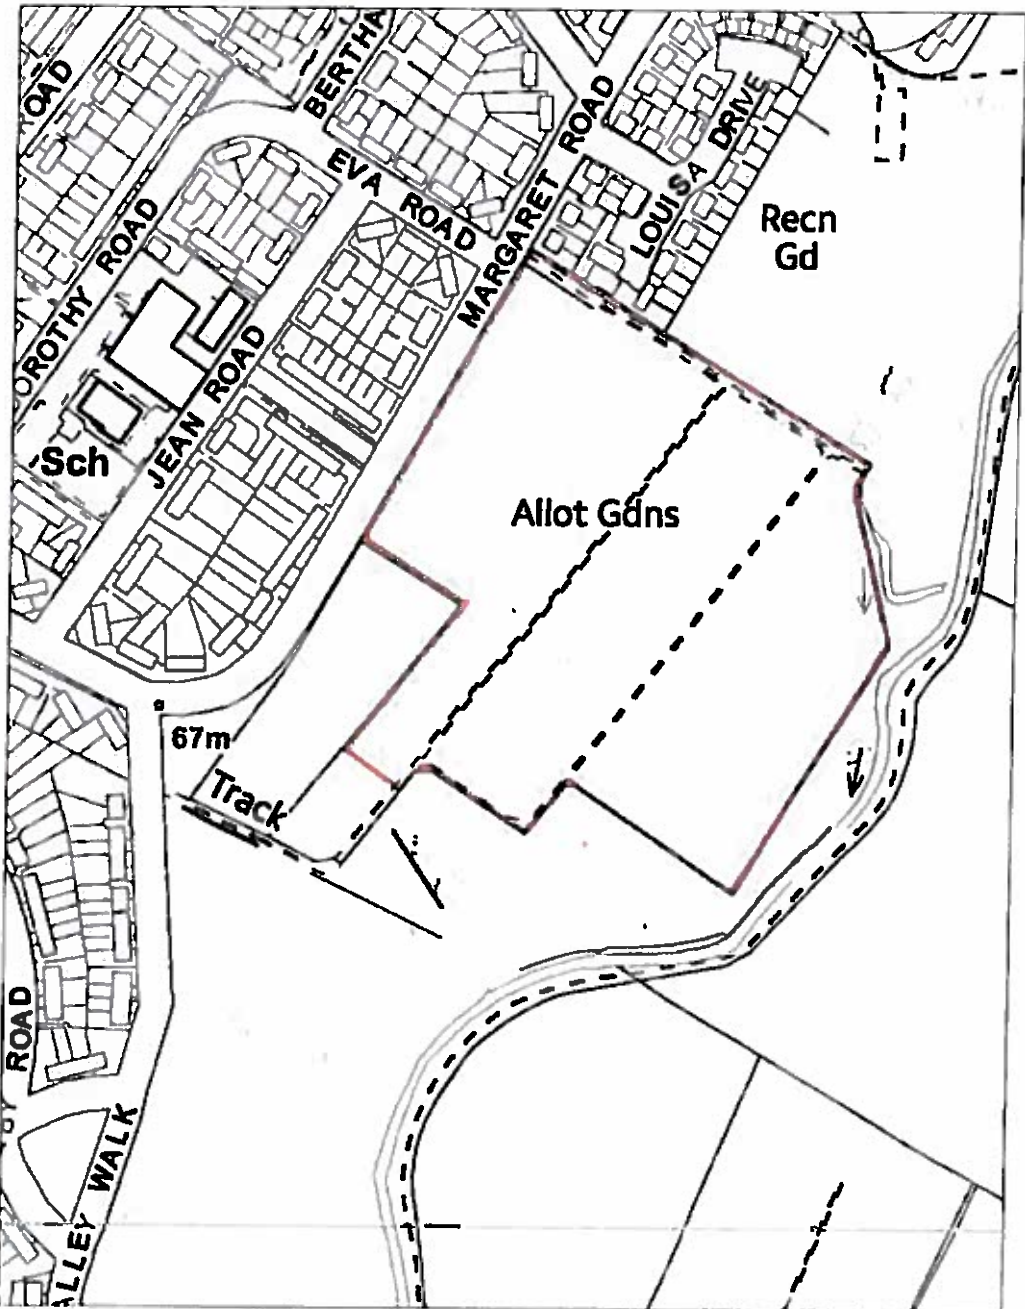 ROAD
BERTHA
EVA ROAD
MARGARET ROAD
LOUISA DRIVE
Recn
Gd
DOROTHY ROAD
JEAN ROAD
Sch
Allot Gdns
67m
Track
ROAD
ALLEY WALK